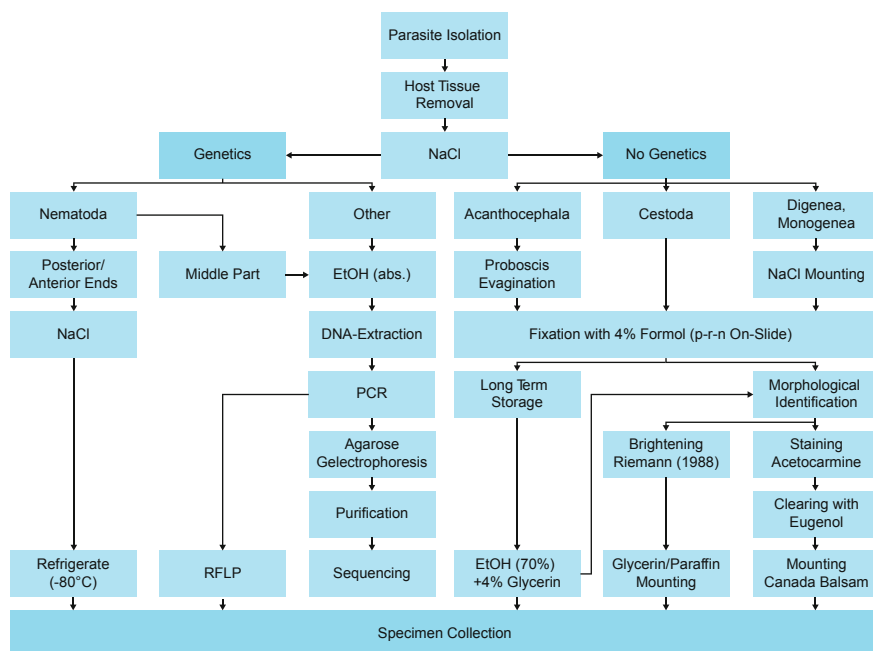 Parasite Isolation
Host Tissue
Removal
Genetics
NaCl
No Genetics
Nematoda
Other
Acanthocephala
Cestoda
Digenea,
Monogenea
Posterior/
Anterior Ends
Middle Part
EtOH (abs.)
Proboscis
Evagination
NaCl Mounting
NaCl
DNA-Extraction
Fixation with 4% Formol (p-r-n On-Slide)
PCR
Long Term
Storage
Morphological
Identification
Agarose
Gelectrophoresis
Brightening
Riemann (1988)
Staining
Acetocarmine
Purification
Clearing with
Eugenol
Refrigerate
(-80°C)
RFLP
Sequencing
EtOH (70%)
+4% Glycerin
Glycerin/Paraffin
Mounting
Mounting
Canada Balsam
Specimen Collection